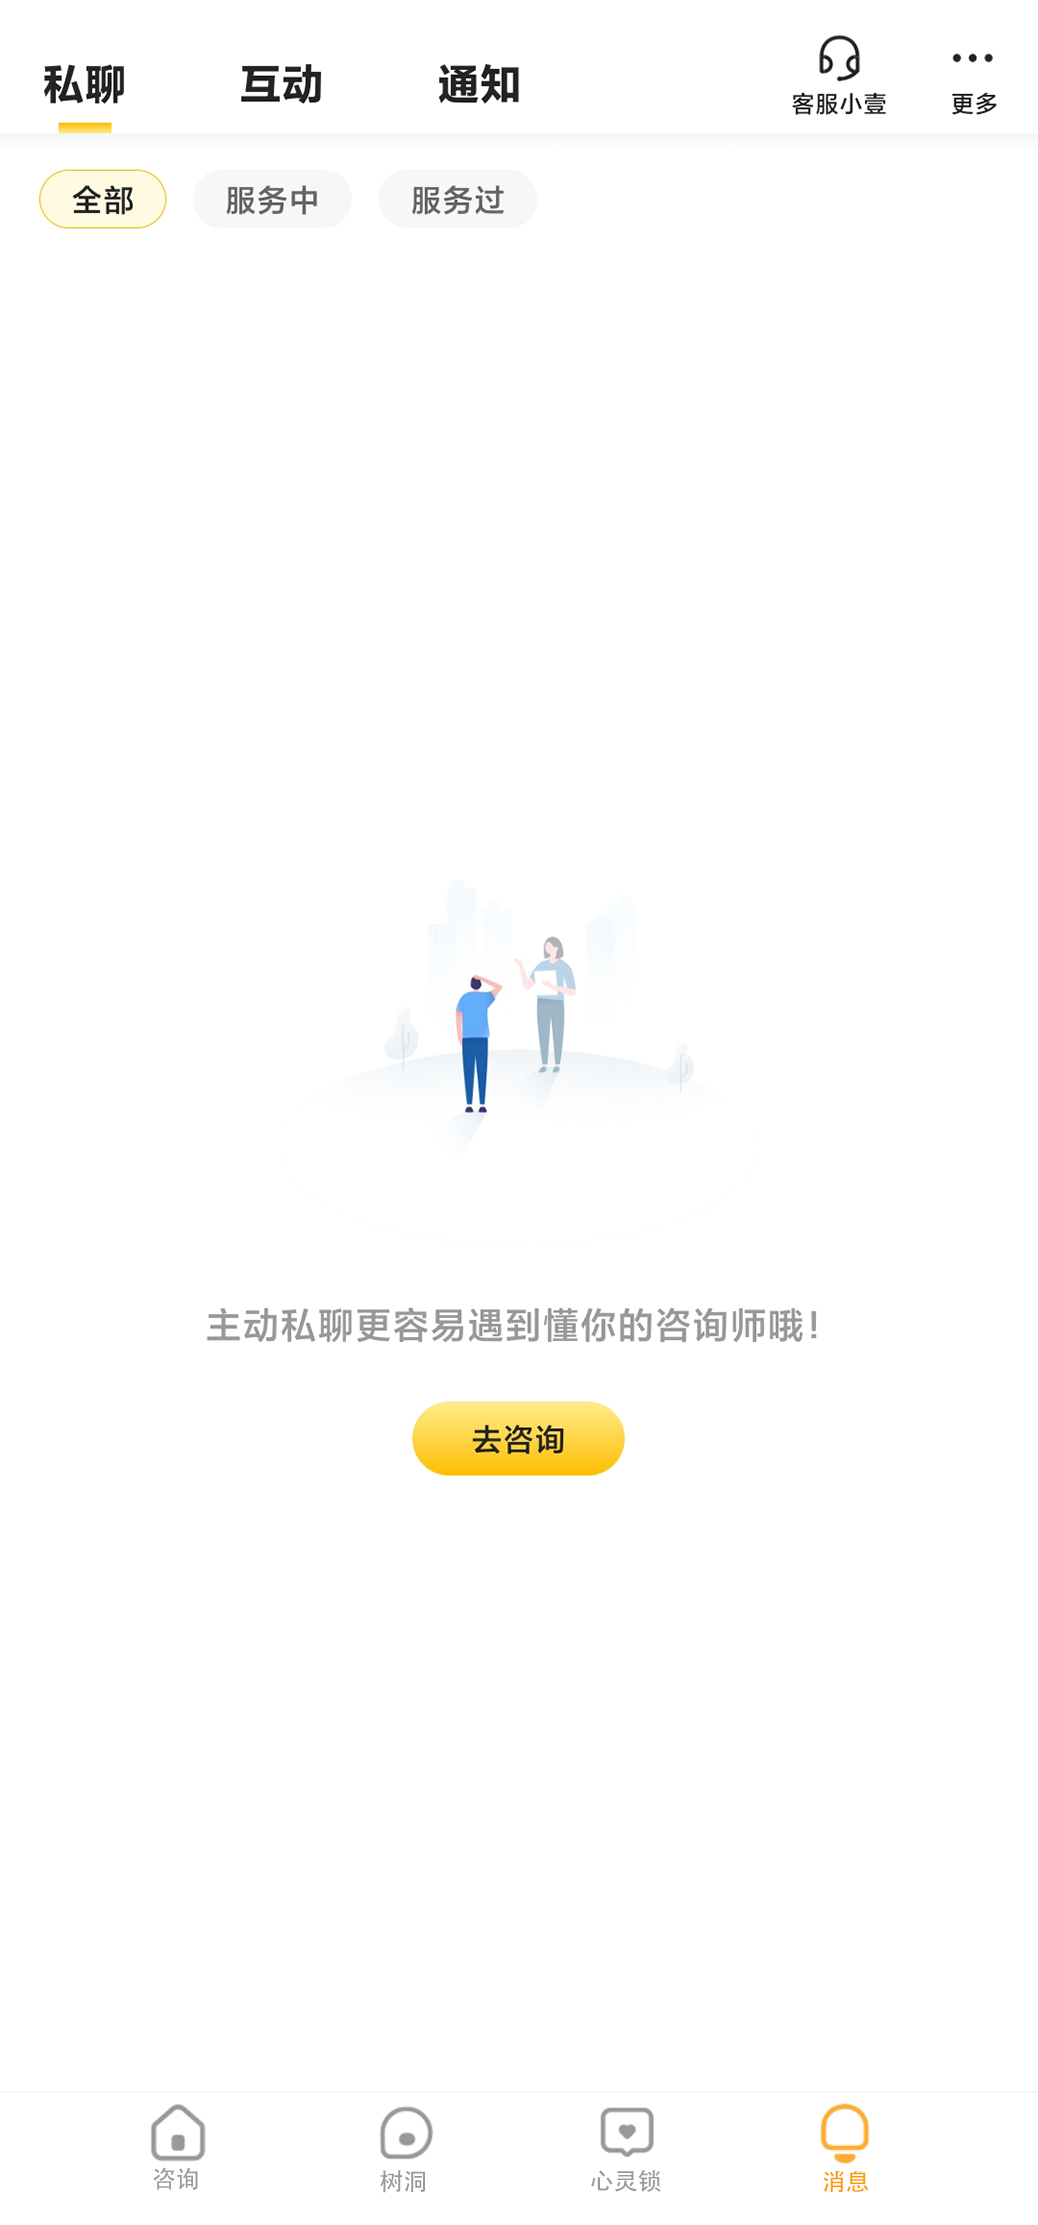 私聊 互动 通知
客服小壹 更多
全部 服务中 服务过
主动私聊更容易遇到懂你的咨询师哦!
去咨询
咨询 树洞 心灵锁 消息